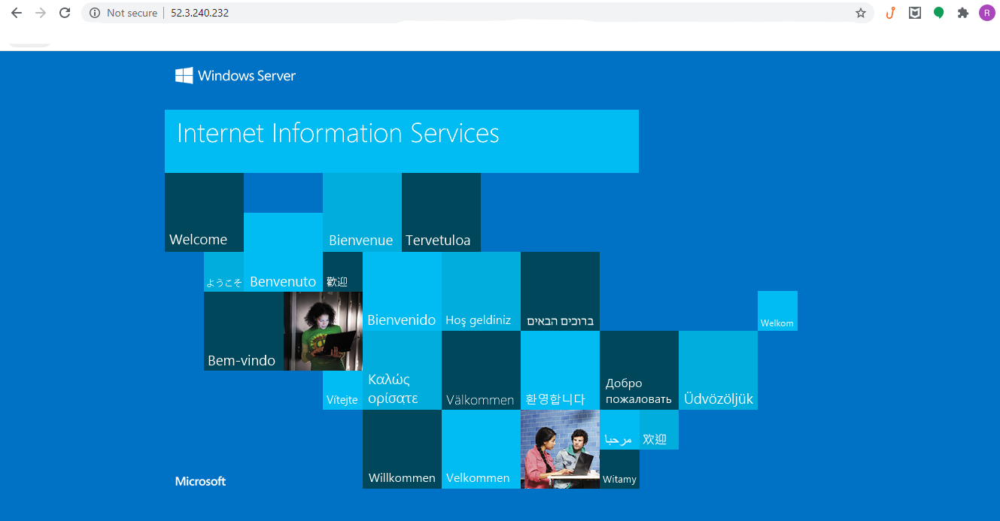 Not secure
52.3.240.232
R
Windows Server
Internet Information Services
Welcome
Bienvenue
Tervetuloa
ようこそ
Benvenuto
歡迎
Bienvenido
Hoş geldiniz
ברוכים הבאים
Welkom
Bem-vindo
Vítejte
Καλώς
ορίσατε
Välkommen
환영합니다
Добро
пожаловать
Üdvözöljük
مرحبا
欢迎
Willkommen
Velkommen
Witamy
Microsoft